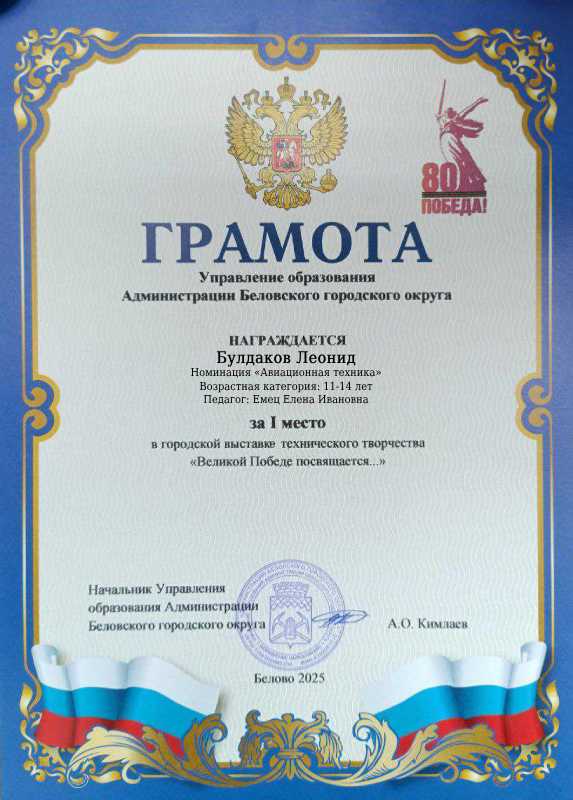 80
ПОБЕДА!
ГРАМОТА
Управление образования
Администрации Беловского городского округа
НАГРАЖДАЕТСЯ
Булдаков Леонид
Номинация «Авиационная техника»
Возрастная категория: 11-14 лет
Педагог: Емец Елена Ивановна
за I место
в городской выставке технического творчества
«Великой Победе посвящается...»
Начальник Управления
образования Администрации
Беловского городского округа
А.О. Кимлаев
Белово 2025